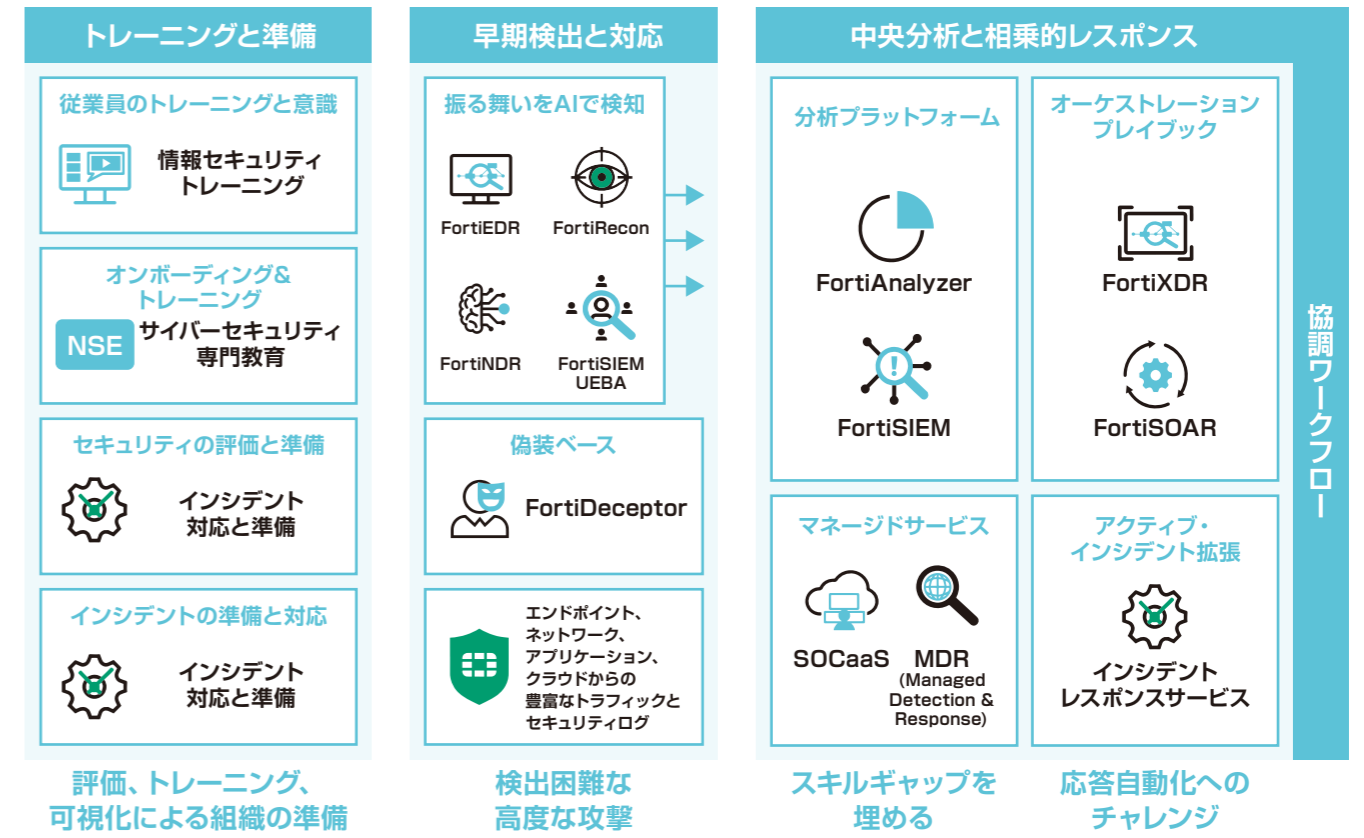 トレーニングと準備
従業員のトレーニングと意識
情報セキュリティ
トレーニング
オンボーディング&
トレーニング
NSE
サイバーセキュリティ
専門教育
セキュリティの評価と準備
インシデント
対応と準備
インシデントの準備と対応
インシデント
対応と準備
評価、トレーニング、
可視化による組織の準備
早期検出と対応
振る舞いをAIで検知
FortiEDR
FortiRecon
FortiNDR
FortiSIEM
UEBA
偽装ベース
FortiDeceptor
エンドポイント、
ネットワーク、
アプリケーション、
クラウドからの
豊富なトラフィックと
セキュリティログ
検出困難な
高度な攻撃
中央分析と相乗的レスポンス
分析プラットフォーム
FortiAnalyzer
FortiSIEM
オーケストレーション
プレイブック
FortiXDR
FortiSOAR
マネージドサービス
SOCaaS
MDR
(Managed
Detection &
Response)
アクティブ・
インシデント拡張
インシデント
レスポンスサービス
スキルギャップを
埋める
応答自動化への
チャレンジ
協調ワークフロー